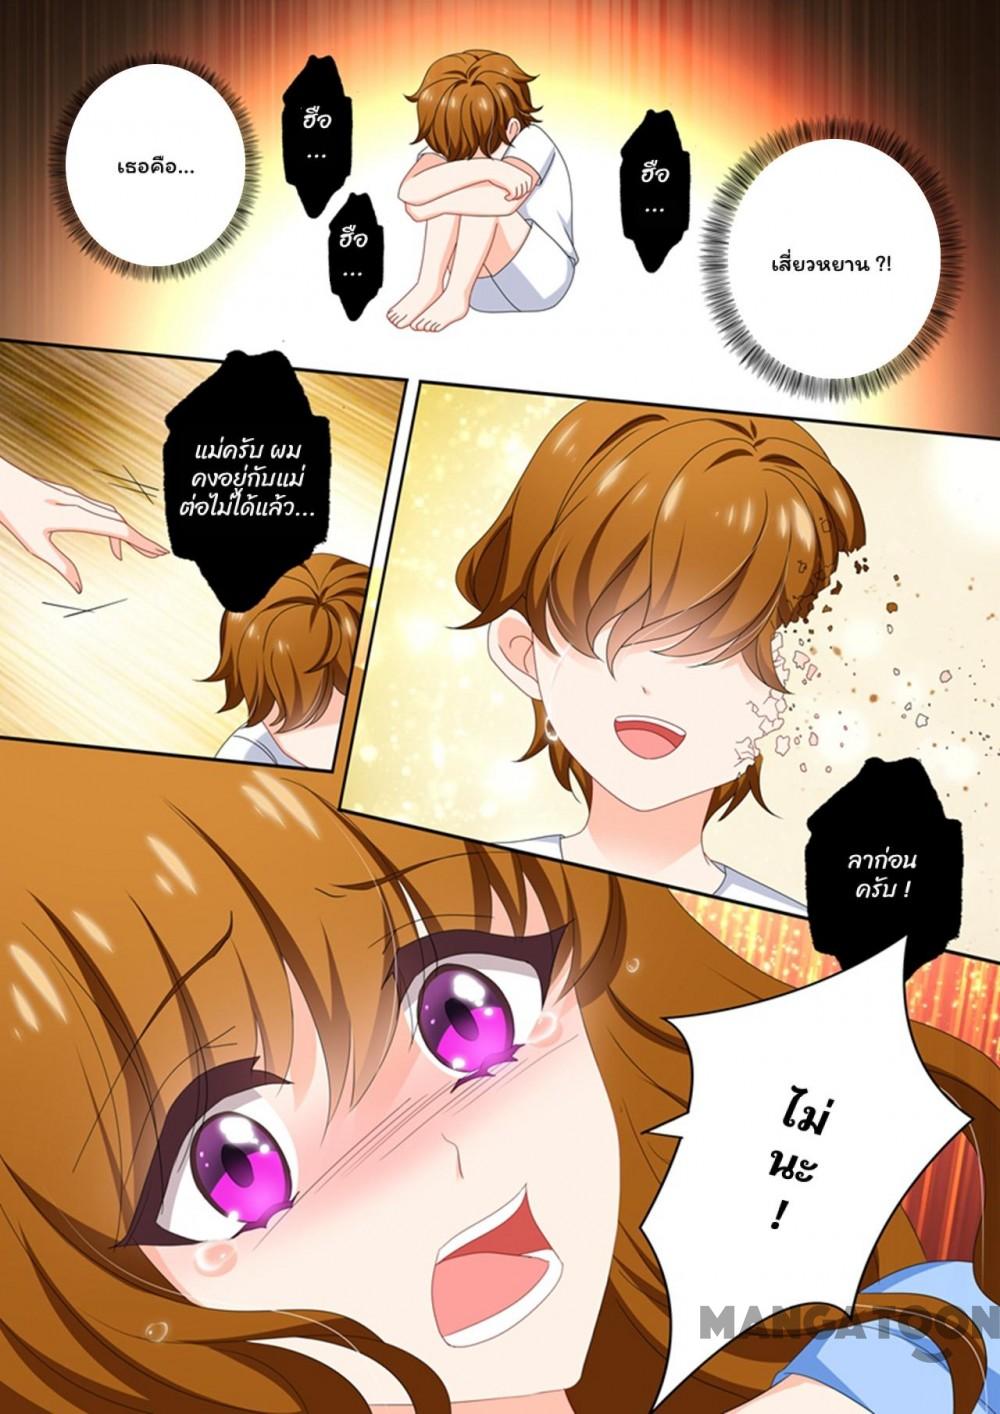 เธอคือ...
ฮือ
...
ฮือ
...
ฮือ
...
เสี่ยวหยาน ?!
แม่ครับ ผม
คงอยู่กับแม่
ต่อไม่ได้แล้ว...
ลาก่อน
ครับ !
ไม่
นะ
!
MANGATOON